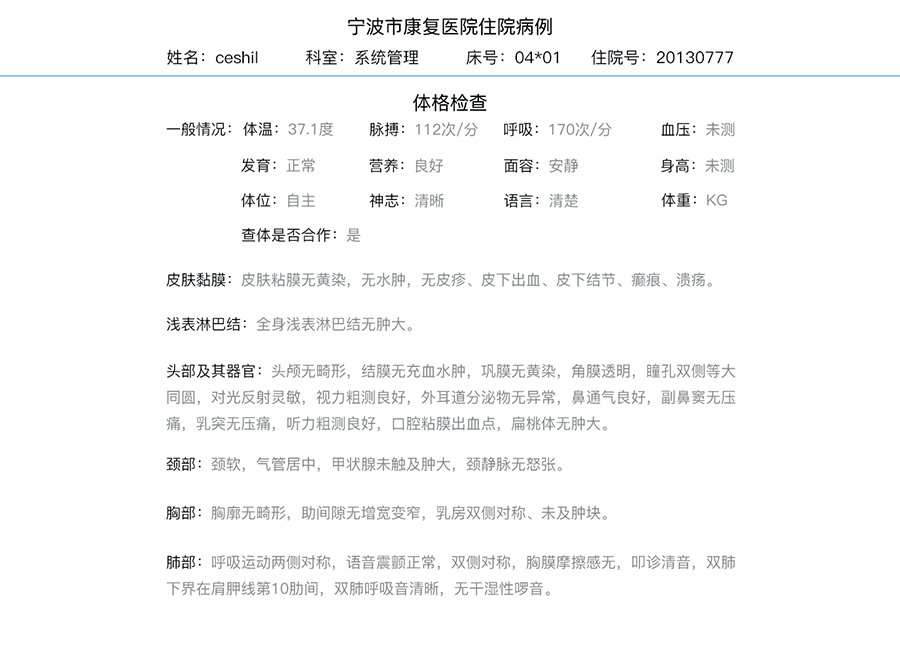 宁波市康复医院住院病例
姓名：ceshil 科室：系统管理 床号：04*01 住院号：20130777
体格检查
一般情况：体温：37.1度 脉搏：112次/分 呼吸：170次/分 血压：未测
发育：正常 营养：良好 面容：安静 身高：未测
体位：自主 神志：清晰 语言：清楚 体重：KG
查体是否合作：是
皮肤黏膜：皮肤粘膜无黄染，无水肿，无皮疹、皮下出血、皮下结节、癫痕、溃疡。
浅表淋巴结：全身浅表淋巴结无肿大。
头部及其器官：头颅无畸形，结膜无充血水肿，巩膜无黄染，角膜透明，瞳孔双侧等大
同圆，对光反射灵敏，视力粗测良好，外耳道分泌物无异常，鼻通气良好，副鼻窦无压
痛，乳突无压痛，听力粗测良好，口腔粘膜出血点，扁桃体无肿大。
颈部：颈软，气管居中，甲状腺未触及肿大，颈静脉无怒张。
胸部：胸廓无畸形，助间隙无增宽变窄，乳房双侧对称、未及肿块。
肺部：呼吸运动两侧对称，语音震颤正常，双侧对称，胸膜摩擦感无，叩诊清音，双肺
下界在肩胛线第10肋间，双肺呼吸音清晰，无干湿性啰音。